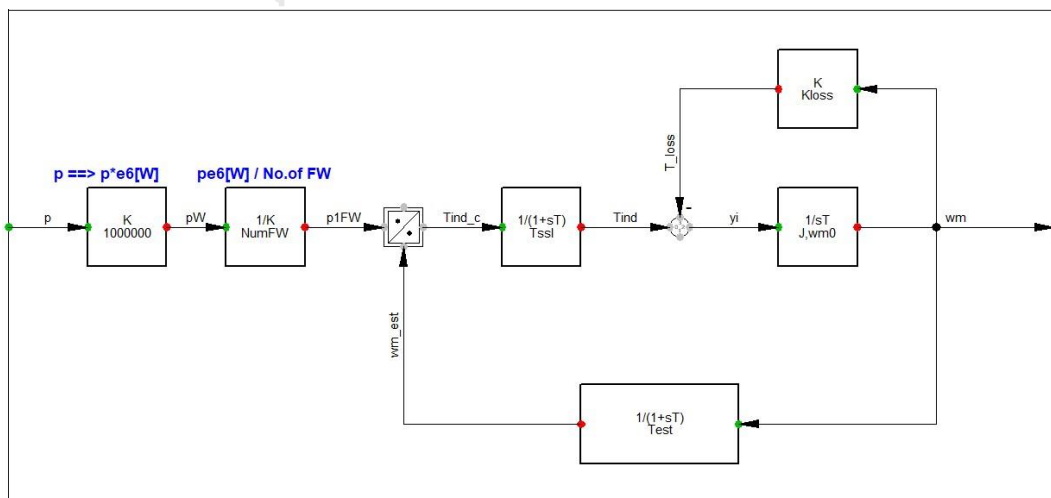 K
Kloss
T_loss
p ==> p*e6[W]
pe6[W] / No.of FW
p
K
1000000
pW
1/K
NumFW
p1FW
Tind_c
1/(1+sT)
Tssl
Tind
-
yi
1/sT
J,wm0
wm
wm_est
1/(1+sT)
Test